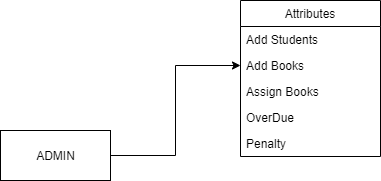 Attributes
Add Students
Add Books
Assign Books
OverDue
Penalty
ADMIN